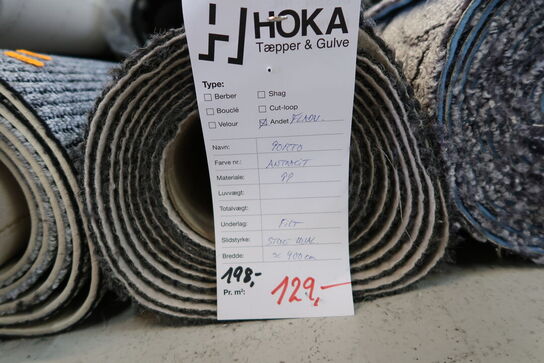 HOKA
Tæpper & Gulve
Type:
Berber Shag
Bouclé Cut-loop
Velour Andet
Navn: PORTO
Farve nr.: ANTRACIT
Materiale: PP
Luvvægt:
Totalvægt:
Underlag: FILT
Slidstyrke:
Bredde: 400 cm
198,-
Pr. m²: 129,-